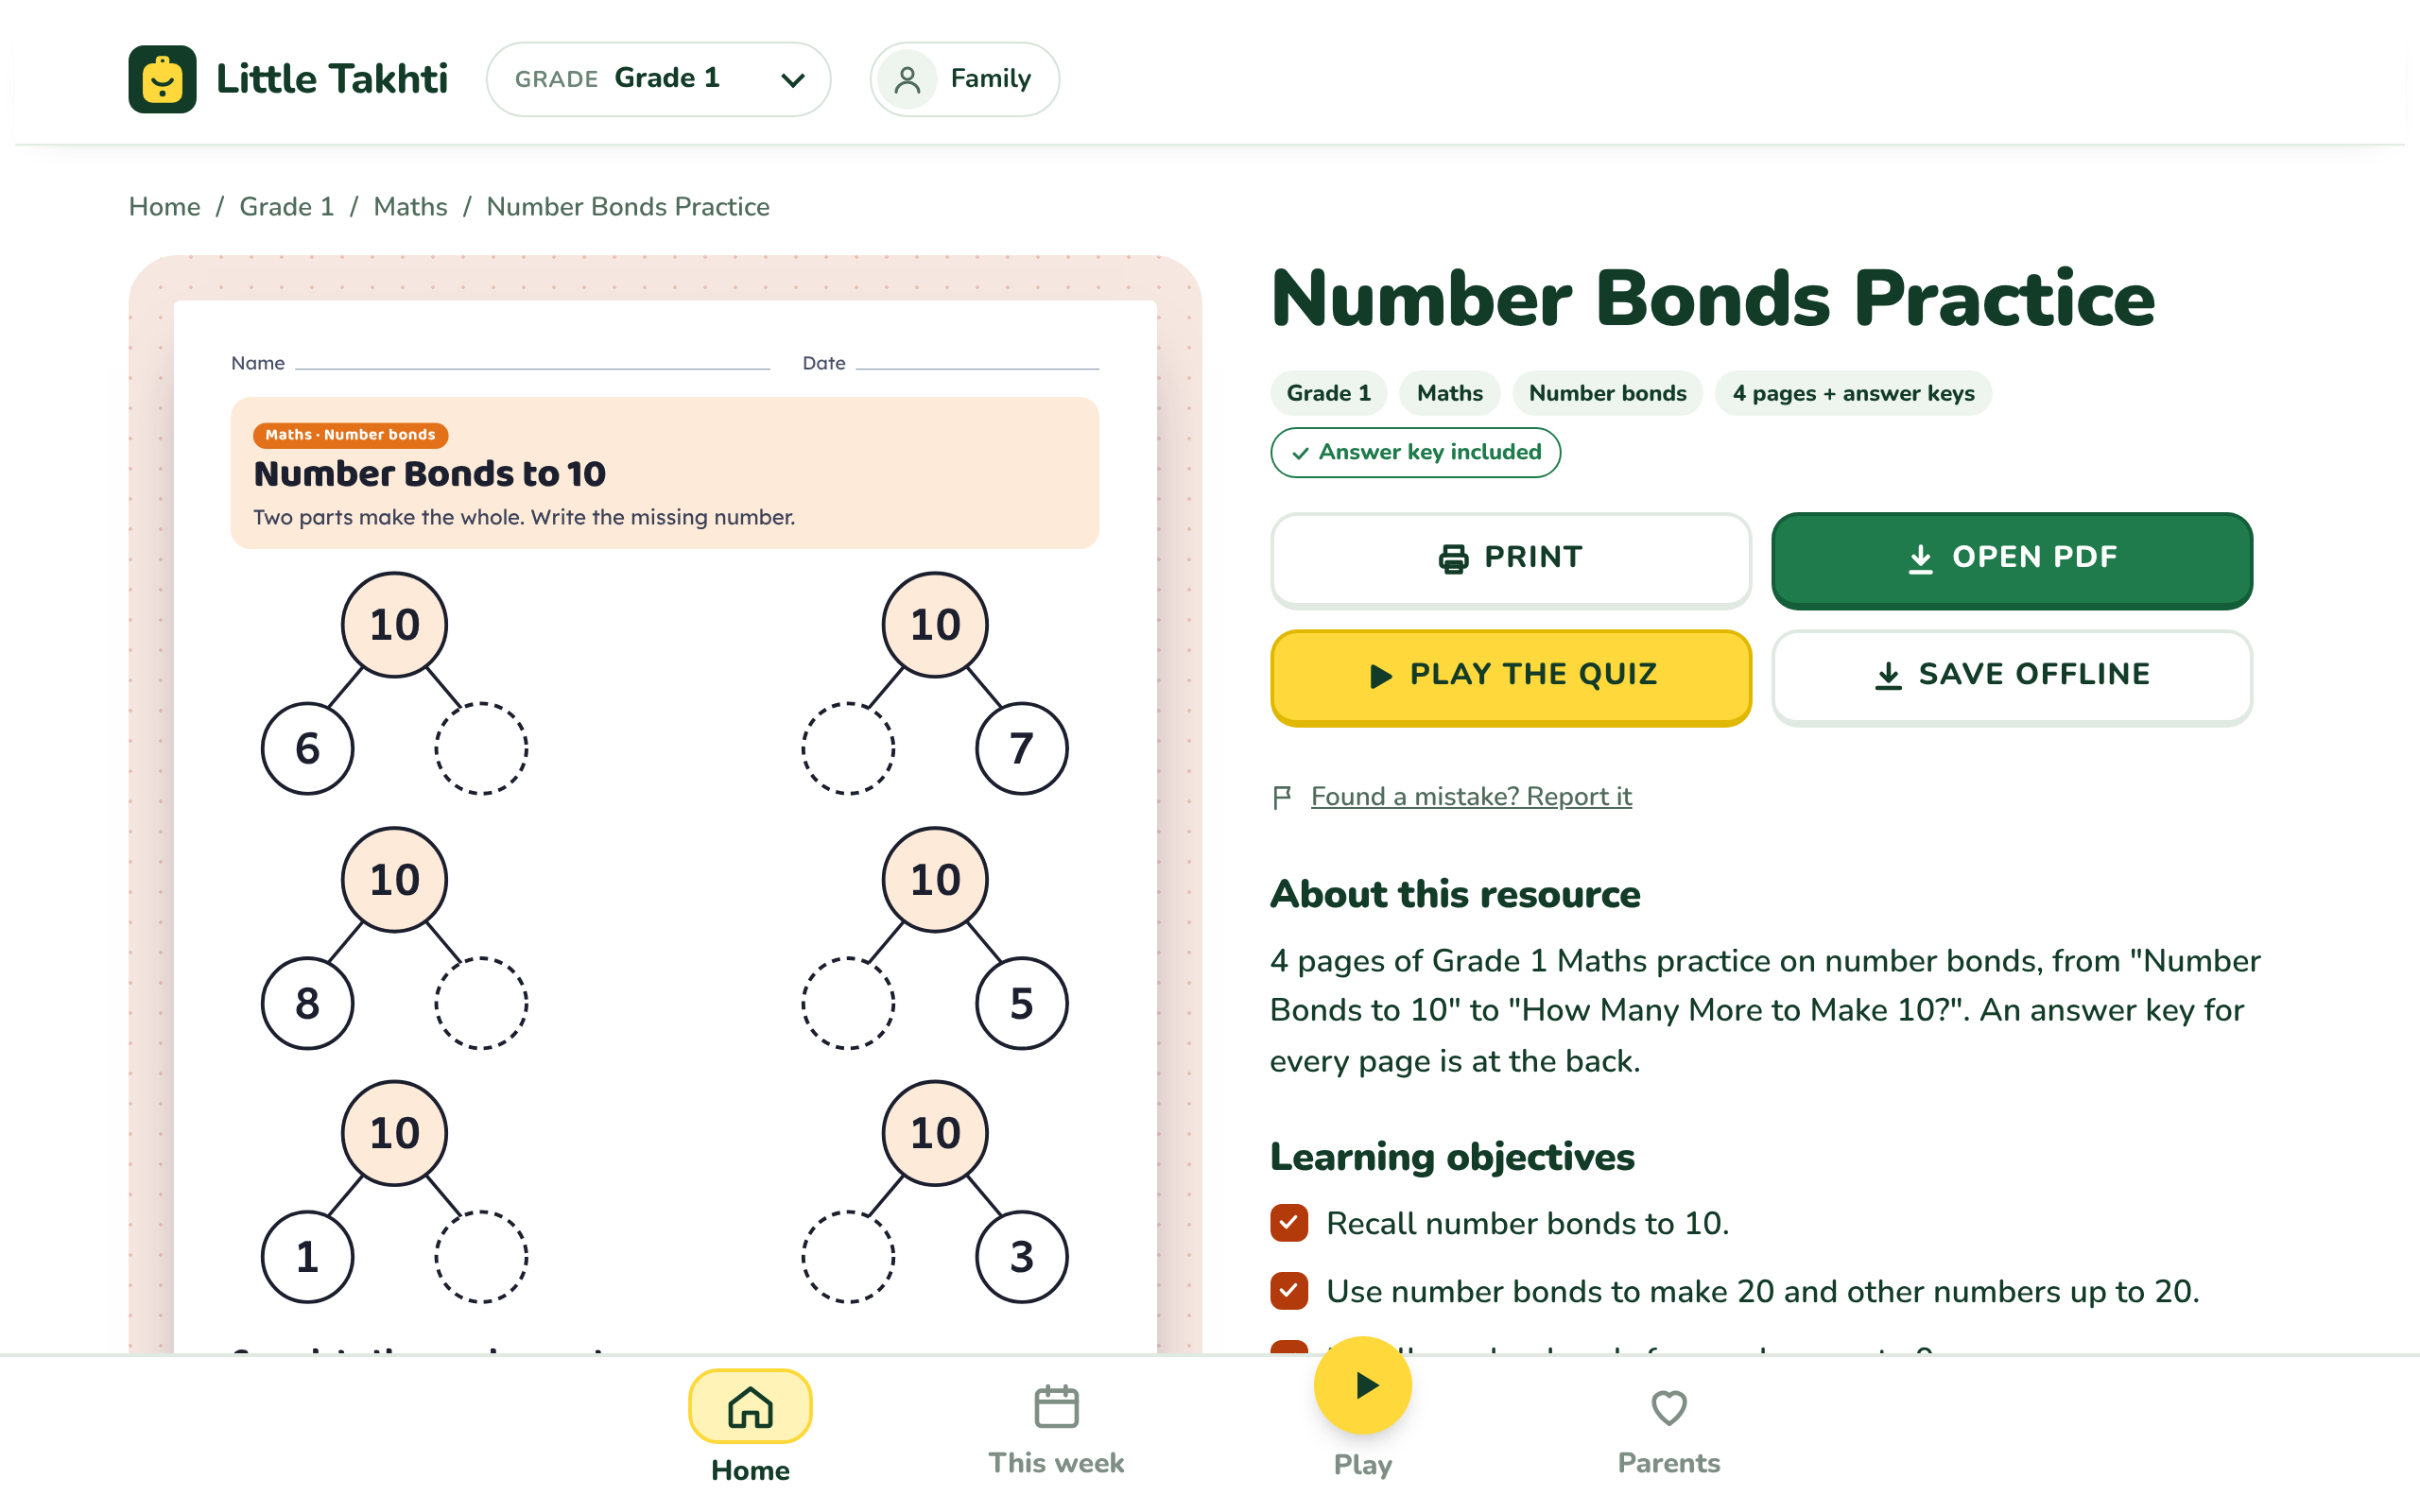 Little Takhti
GRADE Grade 1
Family
Home / Grade 1 / Maths / Number Bonds Practice
Name
Date
Maths · Number bonds
Number Bonds to 10
Two parts make the whole. Write the missing number.
10
10
6
7
10
10
8
5
10
10
1
3
Number Bonds Practice
Grade 1
Maths
Number bonds
4 pages + answer keys
Answer key included
PRINT
OPEN PDF
PLAY THE QUIZ
SAVE OFFLINE
Found a mistake? Report it
About this resource
4 pages of Grade 1 Maths practice on number bonds, from "Number
Bonds to 10" to "How Many More to Make 10?". An answer key for
every page is at the back.
Learning objectives
Recall number bonds to 10.
Use number bonds to make 20 and other numbers up to 20.
Home
This week
Play
Parents